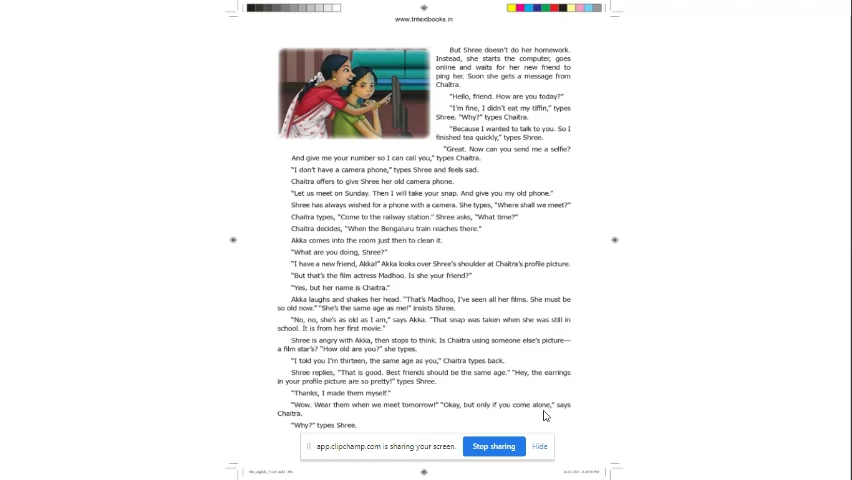 www.tntextbooks.in
But Shree doesn't do her homework.
Instead, she starts the computer, goes
online and waits for her new friend to
ping her. Soon she gets a message from
Chaitra.
"Hello, friend. How are you today?"
"I'm fine, I didn't eat my tiffin," types
Shree. "Why?" types Chaitra.
"Because I wanted to talk to you. So I
finished tea quickly," types Shree.
"Great. Now can you send me a selfie?
And give me your number so I can call you," types Chaitra.
"I don't have a camera phone," types Shree and feels sad.
Chaitra offers to give Shree her old camera phone.
"Let us meet on Sunday. Then I will take your snap. And give you my old phone."
Shree has always wished for a phone with a camera. She types, "Where shall we meet?"
Chaitra types, "Come to the railway station." Shree asks, "What time?"
Chaitra decides, "When the Bengaluru train reaches there."
Akka comes into the room just then to clean it.
"What are you doing, Shree?"
"I have a new friend, Akka!" Akka looks over Shree's shoulder at Chaitra's profile picture.
"But that's the film actress Madhoo. Is she your friend?"
"Yes, but her name is Chaitra."
Akka laughs and shakes her head. "That's Madhoo, I've seen all her films. She must be
so old now." "She's the same age as me!" insists Shree.
"No, no, she's as old as I am," says Akka. "That snap was taken when she was still in
school. It is from her first movie."
Shree is angry with Akka, then stops to think. Is Chaitra using someone else's picture—
a film star's? "How old are you?" she types.
"I told you I'm thirteen, the same age as you," Chaitra types back.
Shree replies, "That is good. Best friends should be the same age." "Hey, the earrings
in your profile picture are so pretty!" types Shree.
"Thanks, I made them myself."
"Wow. Wear them when we meet tomorrow!" "Okay, but only if you come alone," says
Chaitra.
"Why?" types Shree.
app.clipchamp.com is sharing your screen.
Stop sharing
Hide